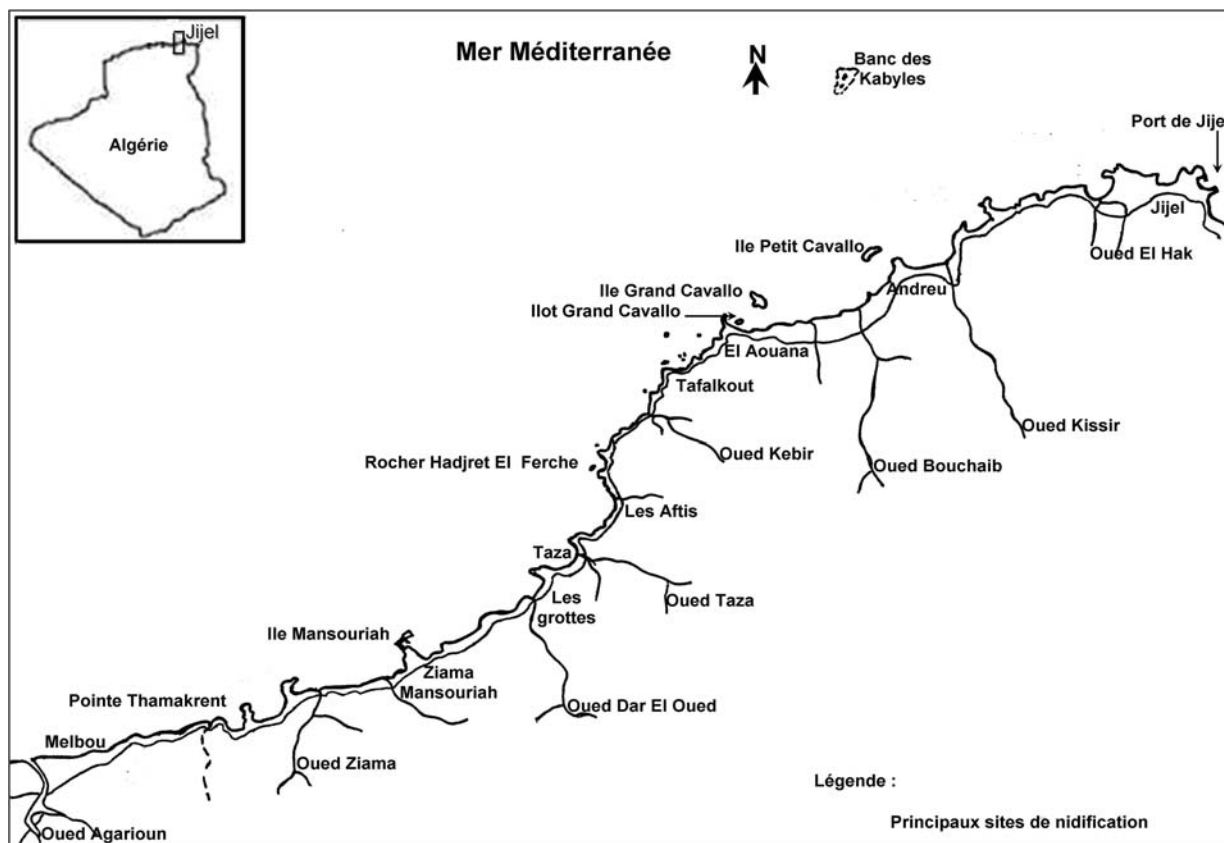 Jijel
Algérie
Mer Méditerranée
N
Banc des
Kabyles
Port de Jije
Jijel
Oued El Hak
Ile Petit Cavallo
Andreu
Ile Grand Cavallo
Ilot Grand Cavallo
El Aouana
Tafalkout
Oued Kissir
Oued Kebir
Oued Bouchaib
Rocher Hadjret El Ferche
Les Aftis
Taza
Les
grottes
Oued Taza
Ile Mansouriah
Ziama
Mansouriah
Pointe Thamakrent
Oued Dar El Oued
Melbou
Oued Ziama
Légende :
Principaux sites de nidification
Oued Agarioun